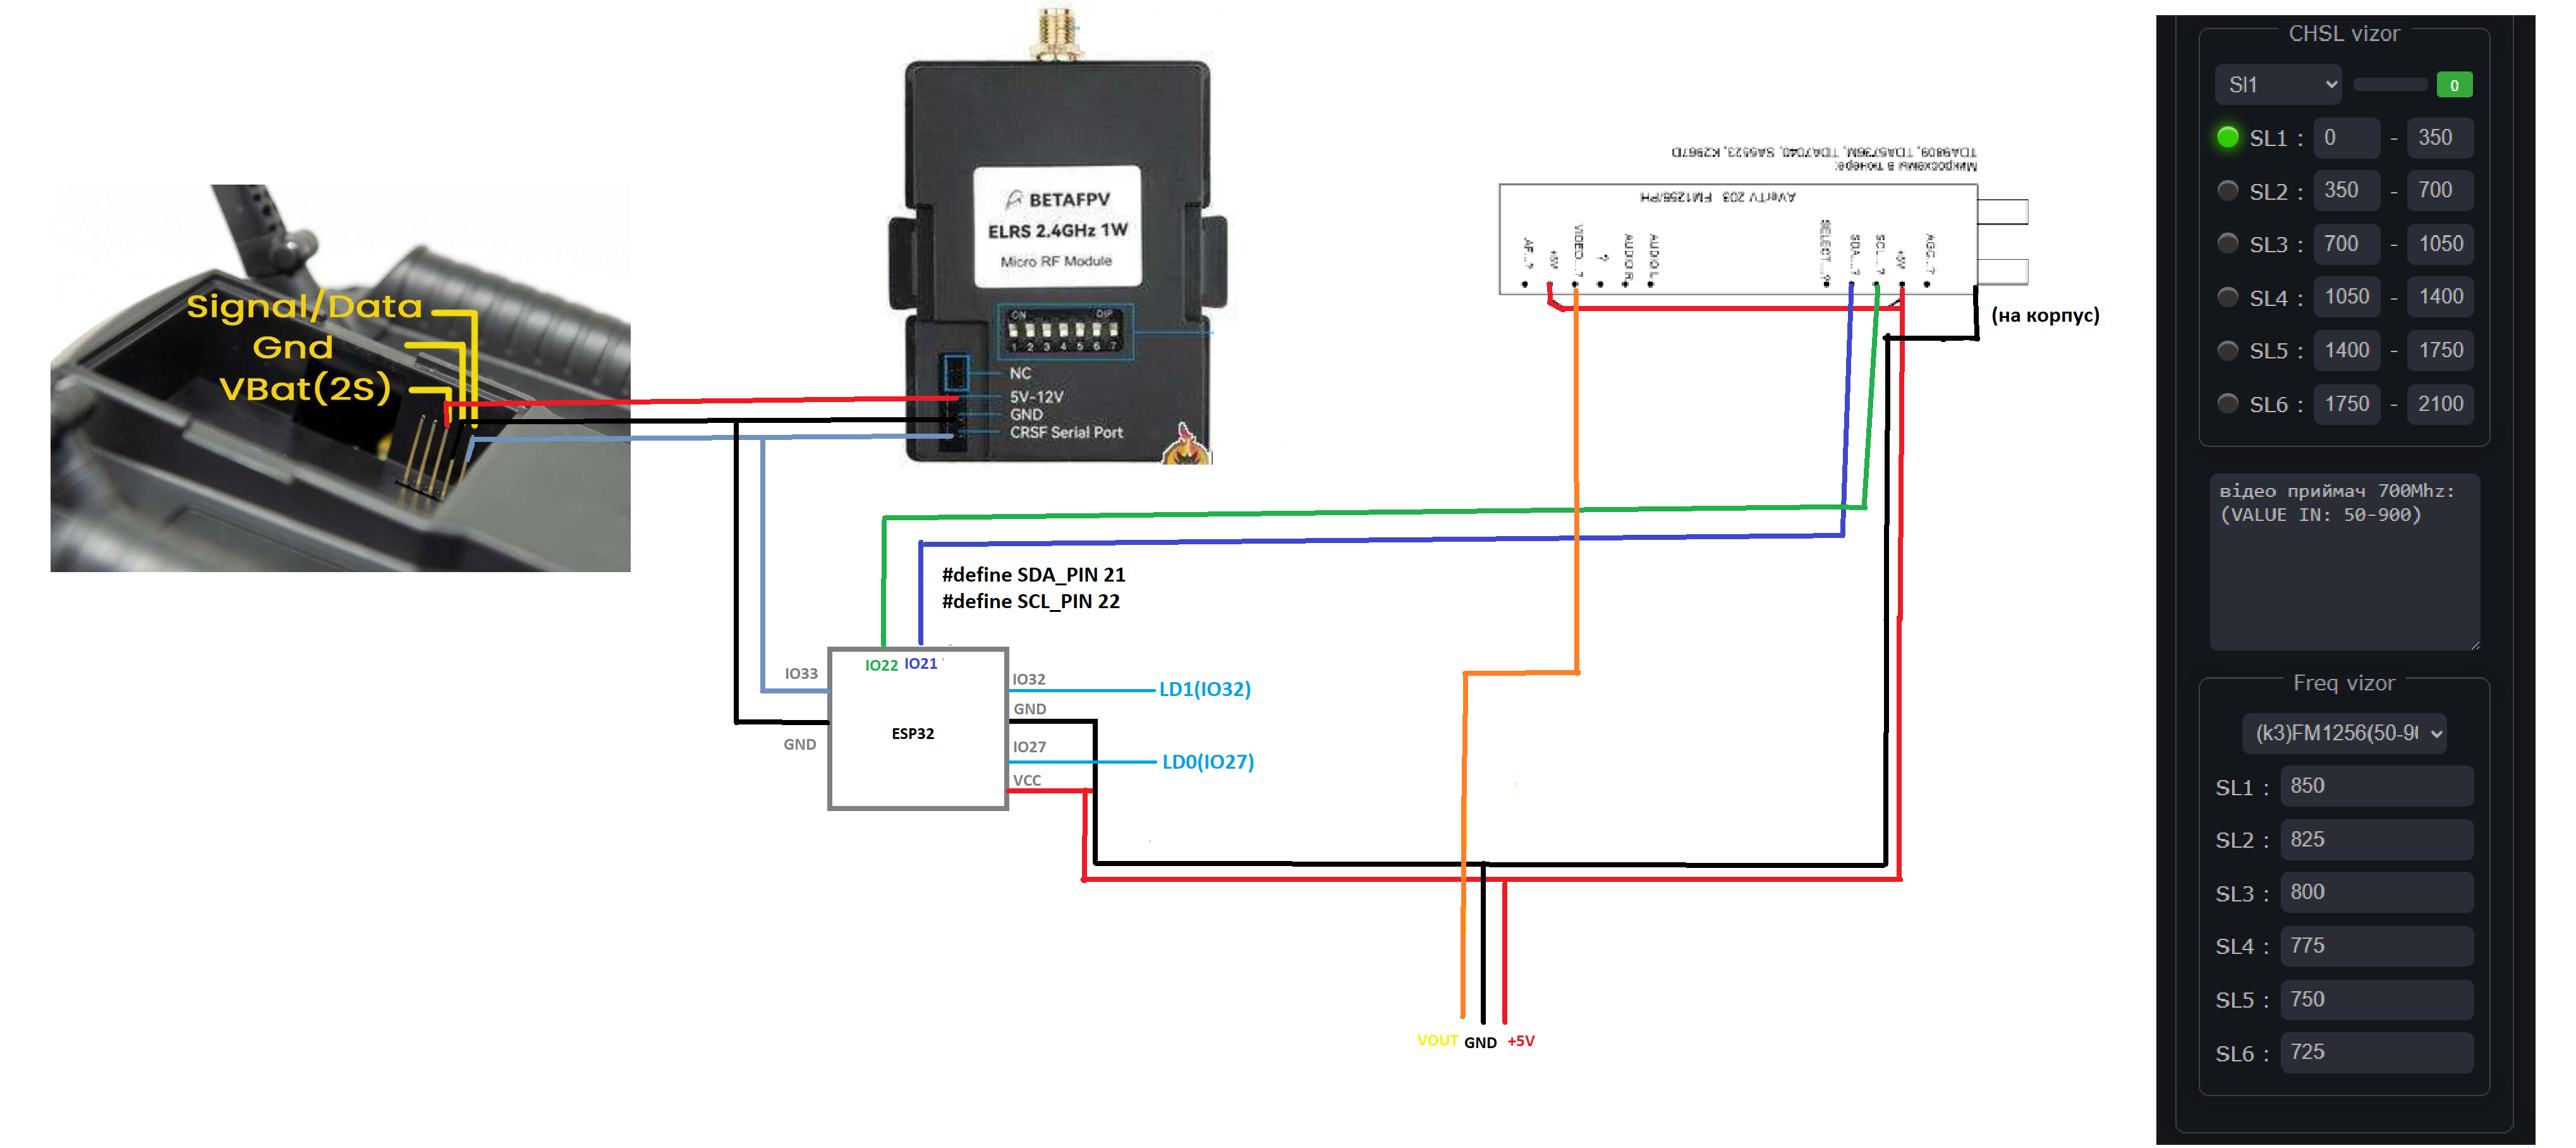 Signal/Data
Gnd
VBat(2S)
BETAFPV
ELRS 2.4GHz 1W
Micro RF Module
ON DIP
1 2 3 4 5 6 7
NC
5V-12V
GND
CRSF Serial Port
Микросхемы в тюнере:
TDA9809, TDA5736M, TDA7040, SA5523, K2967D
AVerTV 203 FM1256/PH
AF...?
+5V
VIDEO...?
?
AUDIO R
AUDIO L
SELECT...?
SDA...?
SCL...?
+5V
AGC...?
(на корпус)
#define SDA_PIN 21
#define SCL_PIN 22
IO22 IO21
IO33
GND
ESP32
IO32
GND
IO27
VCC
LD1(IO32)
LD0(IO27)
VOUT GND +5V
CHSL vizor
Sl1 0
SL1 : 0 - 350
SL2 : 350 - 700
SL3 : 700 - 1050
SL4 : 1050 - 1400
SL5 : 1400 - 1750
SL6 : 1750 - 2100
відео приймач 700Mhz:
(VALUE IN: 50-900)
Freq vizor
(k3)FM1256(50-9
SL1 : 850
SL2 : 825
SL3 : 800
SL4 : 775
SL5 : 750
SL6 : 725